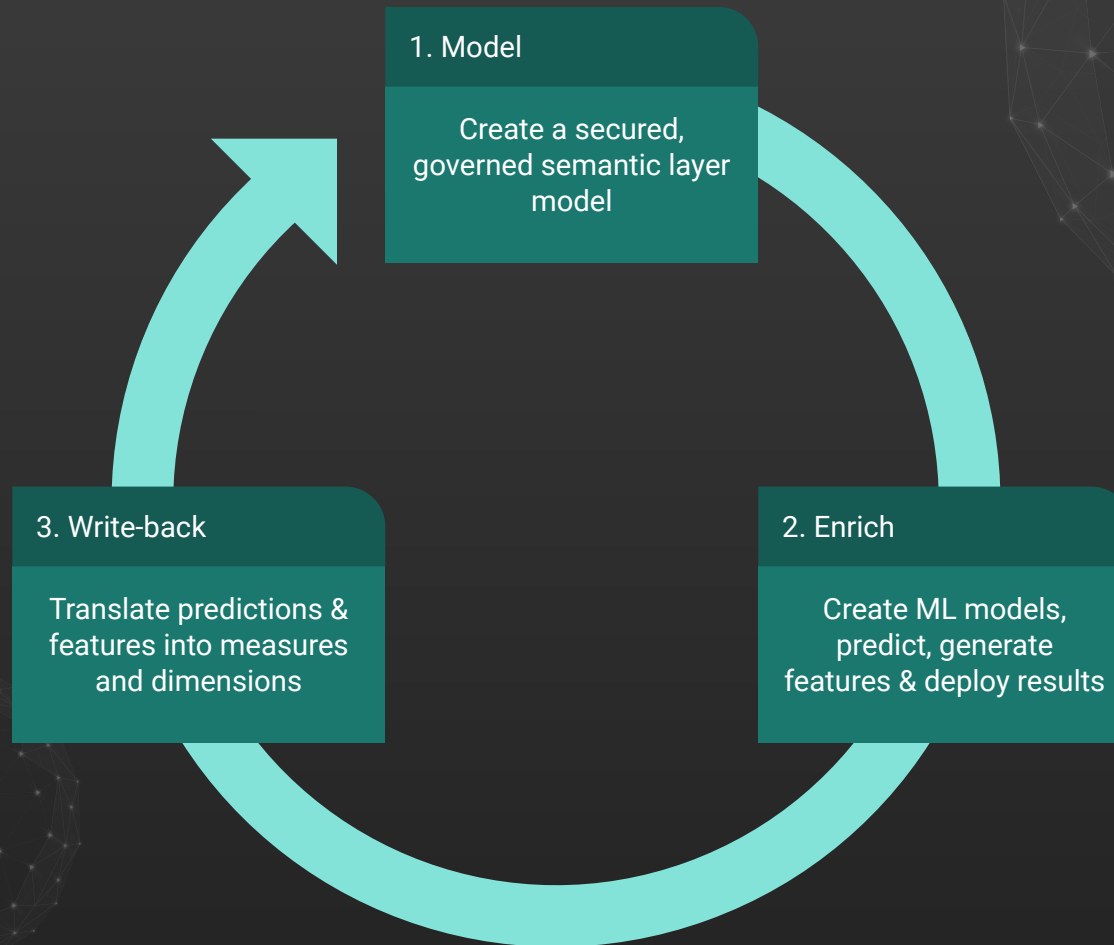 1. Model
Create a secured,
governed semantic layer
model
2. Enrich
Create ML models,
predict, generate
features & deploy results
3. Write-back
Translate predictions &
features into measures
and dimensions